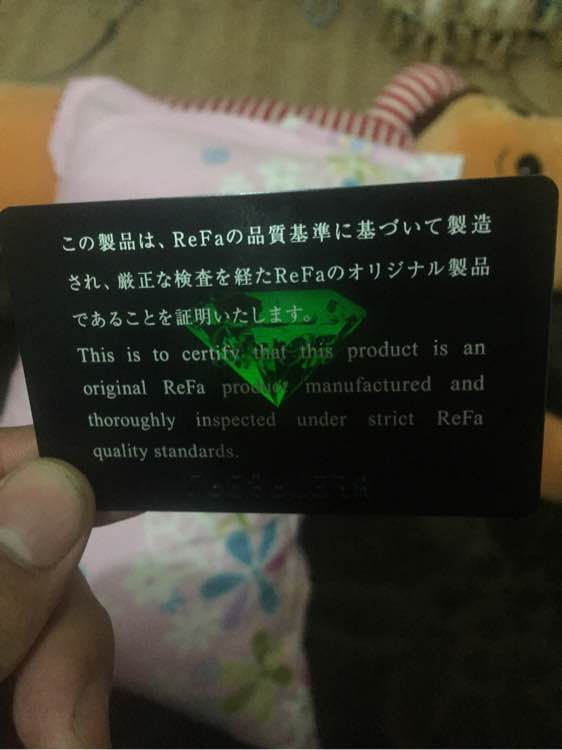 この製品は、ReFaの品質基準に基づいて製造
され、厳正な検査を経たReFaのオリジナル製品
であることを証明いたします。
This is to certify that this product is an
original ReFa product manufactured and
thoroughly inspected under strict ReFa
quality standards.